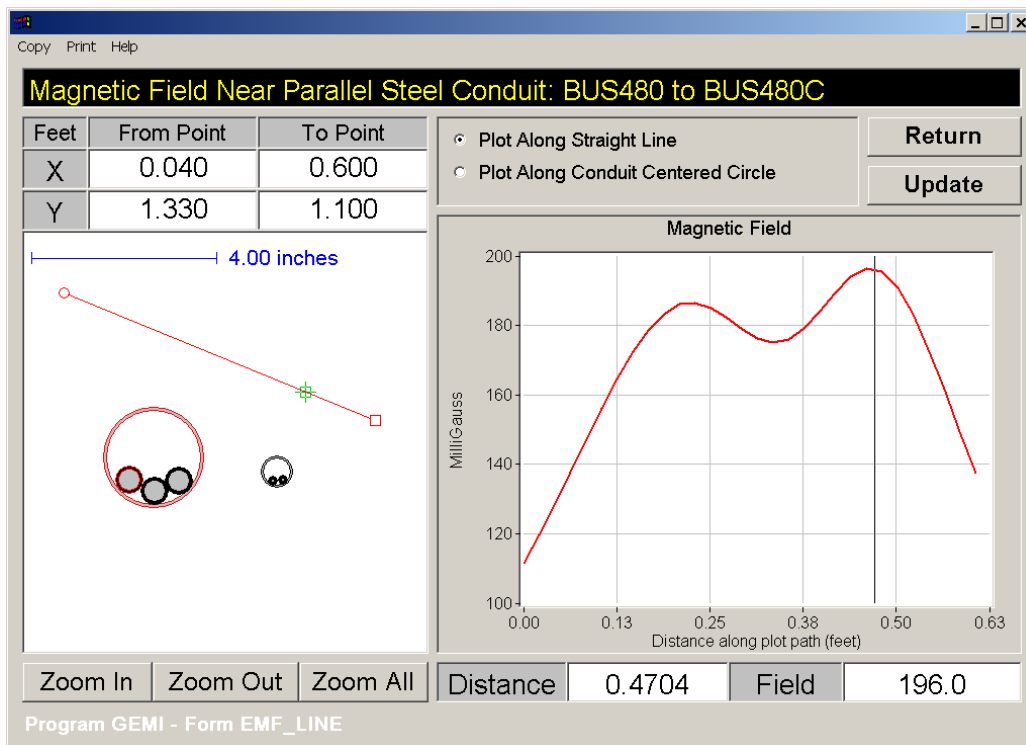 Copy Print Help
Magnetic Field Near Parallel Steel Conduit: BUS480 to BUS480C
Feet From Point To Point
X 0.040 0.600
Y 1.330 1.100
Plot Along Straight Line
Plot Along Conduit Centered Circle
Return
Update
4.00 inches
Magnetic Field
MilliGauss
200
180
160
140
120
100
0.00 0.13 0.25 0.38 0.50 0.63
Distance along plot path (feet)
Zoom In Zoom Out Zoom All
Distance 0.4704 Field 196.0
Program GEMI - Form EMF_LINE